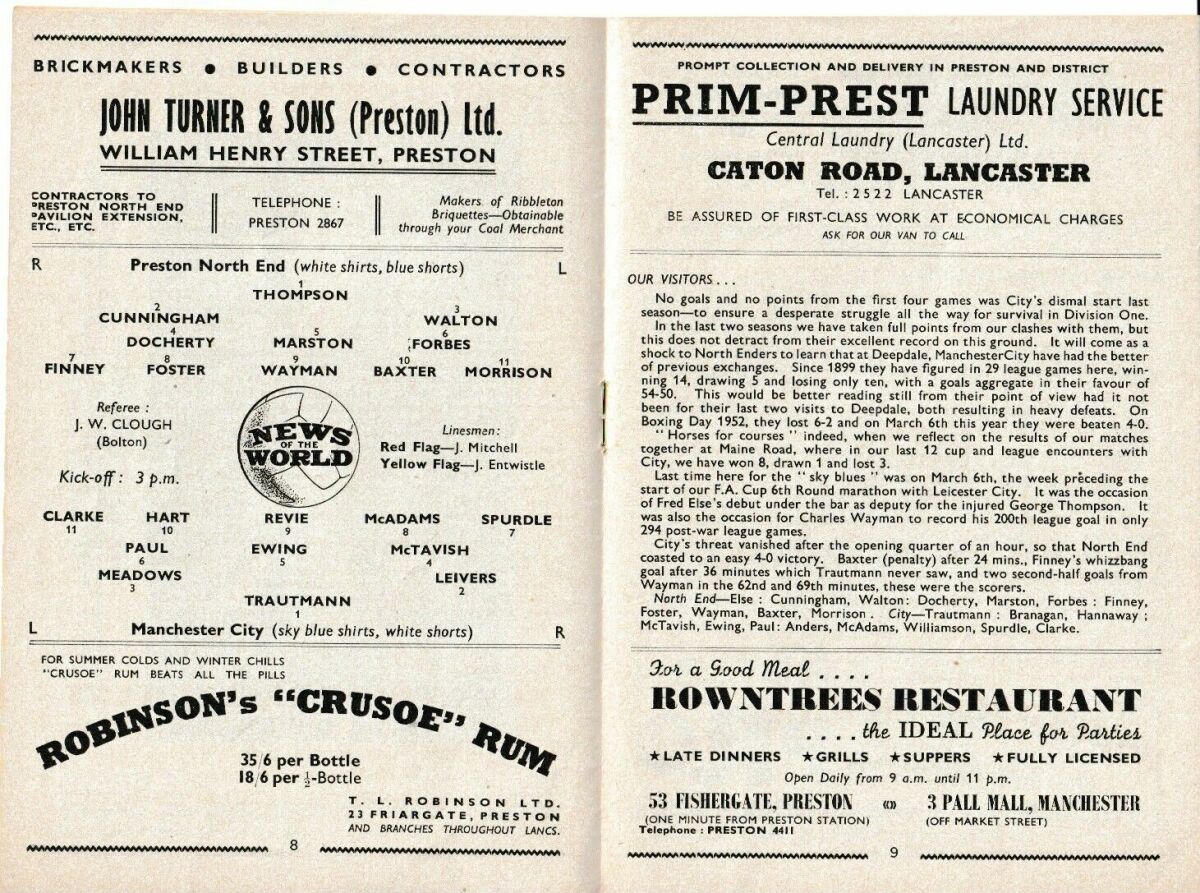 BRICKMAKERS ● BUILDERS ● CONTRACTORS
JOHN TURNER & SONS (Preston) Ltd.
WILLIAM HENRY STREET, PRESTON
CONTRACTORS TO
PRESTON NORTH END
PAVILION EXTENSION,
ETC., ETC.
TELEPHONE :
PRESTON 2867
Makers of Ribbleton
Briquettes—Obtainable
through your Coal Merchant
R Preston North End (white shirts, blue shorts) L
1
THOMPSON
2 3
CUNNINGHAM WALTON
4 5 6
DOCHERTY MARSTON FORBES
7 8 9 10 11
FINNEY FOSTER WAYMAN BAXTER MORRISON
Referee :
J. W. CLOUGH
(Bolton)
Kick-off : 3 p.m.
NEWS
OF THE
WORLD
Linesmen:
Red Flag—J. Mitchell
Yellow Flag—J. Entwistle
CLARKE HART REVIE McADAMS SPURDLE
11 10 9 8 7
PAUL EWING McTAVISH
6 5 4
MEADOWS LEIVERS
3 2
TRAUTMANN
1
L Manchester City (sky blue shirts, white shorts) R
FOR SUMMER COLDS AND WINTER CHILLS
"CRUSOE" RUM BEATS ALL THE PILLS
ROBINSON's "CRUSOE" RUM
35/6 per Bottle
18/6 per ½-Bottle
T. L. ROBINSON LTD.
23 FRIARGATE, PRESTON
AND BRANCHES THROUGHOUT LANCS.
8
PROMPT COLLECTION AND DELIVERY IN PRESTON AND DISTRICT
PRIM-PREST LAUNDRY SERVICE
Central Laundry (Lancaster) Ltd.
CATON ROAD, LANCASTER
Tel. : 2522 LANCASTER
BE ASSURED OF FIRST-CLASS WORK AT ECONOMICAL CHARGES
ASK FOR OUR VAN TO CALL
OUR VISITORS . . .
No goals and no points from the first four games was City's dismal start last
season—to ensure a desperate struggle all the way for survival in Division One.
In the last two seasons we have taken full points from our clashes with them, but
this does not detract from their excellent record on this ground. It will come as a
shock to North Enders to learn that at Deepdale, ManchesterCity have had the better
of previous exchanges. Since 1899 they have figured in 29 league games here, win-
ning 14, drawing 5 and losing only ten, with a goals aggregate in their favour of
54-50. This would be better reading still from their point of view had it not
been for their last two visits to Deepdale, both resulting in heavy defeats. On
Boxing Day 1952, they lost 6-2 and on March 6th this year they were beaten 4-0.
" Horses for courses " indeed, when we reflect on the results of our matches
together at Maine Road, where in our last 12 cup and league encounters with
City, we have won 8, drawn 1 and lost 3.
Last time here for the " sky blues " was on March 6th, the week preceding the
start of our F.A. Cup 6th Round marathon with Leicester City. It was the occasion
of Fred Else's debut under the bar as deputy for the injured George Thompson. It
was also the occasion for Charles Wayman to record his 200th league goal in only
294 post-war league games.
City's threat vanished after the opening quarter of an hour, so that North End
coasted to an easy 4-0 victory. Baxter (penalty) after 24 mins., Finney's whizzbang
goal after 36 minutes which Trautmann never saw, and two second-half goals from
Wayman in the 62nd and 69th minutes, these were the scorers.
North End—Else : Cunningham, Walton: Docherty, Marston, Forbes : Finney,
Foster, Wayman, Baxter, Morrison. City—Trautmann : Branagan, Hannaway ;
McTavish, Ewing, Paul: Anders, McAdams, Williamson, Spurdle, Clarke.
For a Good Meal . . . .
ROWNTREES RESTAURANT
. . . . the IDEAL Place for Parties
★LATE DINNERS ★GRILLS ★SUPPERS ★FULLY LICENSED
Open Daily from 9 a.m. until 11 p.m.
53 FISHERGATE, PRESTON «» 3 PALL MALL, MANCHESTER
(ONE MINUTE FROM PRESTON STATION) (OFF MARKET STREET)
Telephone : PRESTON 4411
9